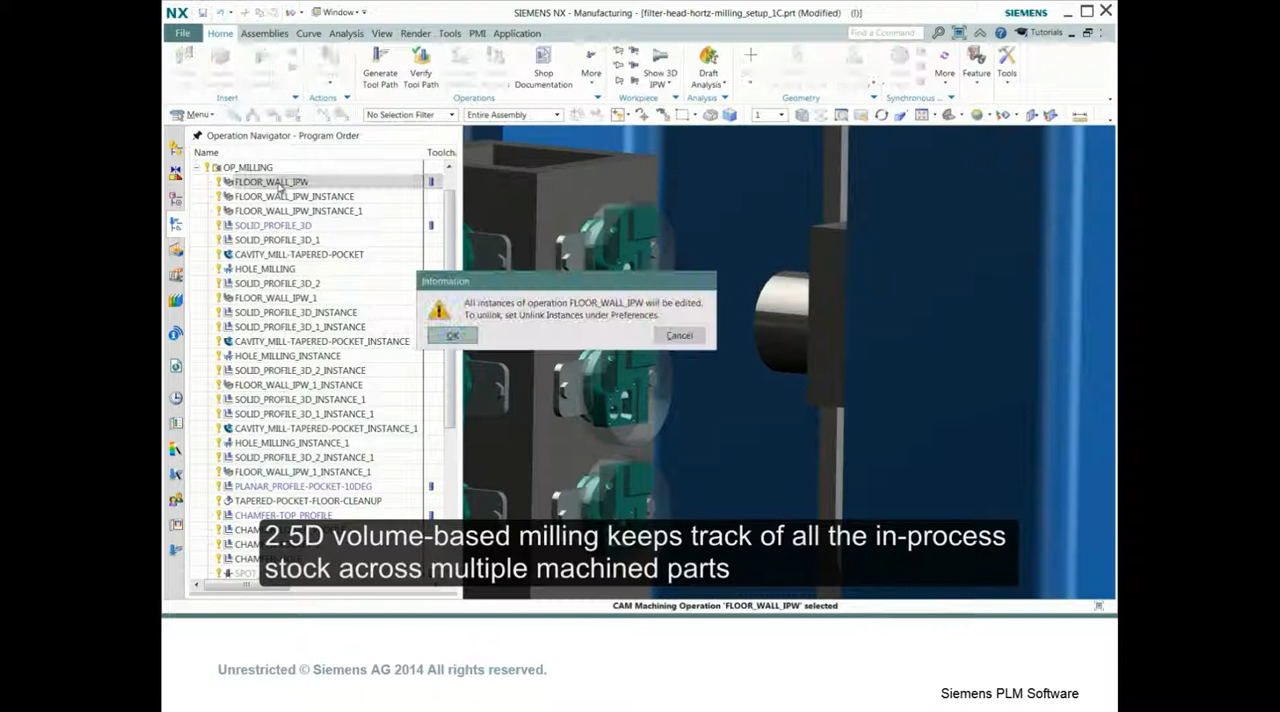 NX
Window
SIEMENS NX - Manufacturing - [filter-head-hortz-milling_setup_1C.prt (Modified) (I)]
SIEMENS
File
Home
Assemblies
Curve
Analysis
View
Render
Tools
PMI
Application
Find a Command
Tutorials
Generate
Tool Path
Verify
Tool Path
Shop
Documentation
More
Show 3D
IPW
Draft
Analysis
More
Feature
Tools
Insert
Actions
Operations
Workpiece
Analysis
Geometry
Synchronous ...
Menu
No Selection Filter
Entire Assembly
1
Operation Navigator - Program Order
Name
Toolch
OP_MILLING
FLOOR_WALL_IPW
FLOOR_WALL_IPW_INSTANCE
FLOOR_WALL_IPW_INSTANCE_1
SOLID_PROFILE_3D
SOLID_PROFILE_3D_1
CAVITY_MILL-TAPERED-POCKET
HOLE_MILLING
SOLID_PROFILE_3D_2
FLOOR_WALL_IPW_1
SOLID_PROFILE_3D_INSTANCE
SOLID_PROFILE_3D_1_INSTANCE
CAVITY_MILL-TAPERED-POCKET_INSTANCE
HOLE_MILLING_INSTANCE
SOLID_PROFILE_3D_2_INSTANCE
FLOOR_WALL_IPW_1_INSTANCE
SOLID_PROFILE_3D_INSTANCE_1
SOLID_PROFILE_3D_1_INSTANCE_1
CAVITY_MILL-TAPERED-POCKET_INSTANCE_1
HOLE_MILLING_INSTANCE_1
SOLID_PROFILE_3D_2_INSTANCE_1
FLOOR_WALL_IPW_1_INSTANCE_1
PLANAR_PROFILE-POCKET-10DEG
TAPERED-POCKET-FLOOR-CLEANUP
CHAMFER-TOP_PROFILE
Information
All instances of operation FLOOR_WALL_IPW will be edited.
To unlink, set Unlink Instances under Preferences.
OK
Cancel
2.5D volume-based milling keeps track of all the in-process
stock across multiple machined parts
CAM Machining Operation 'FLOOR_WALL_IPW' selected
Unrestricted © Siemens AG 2014 All rights reserved.
Siemens PLM Software